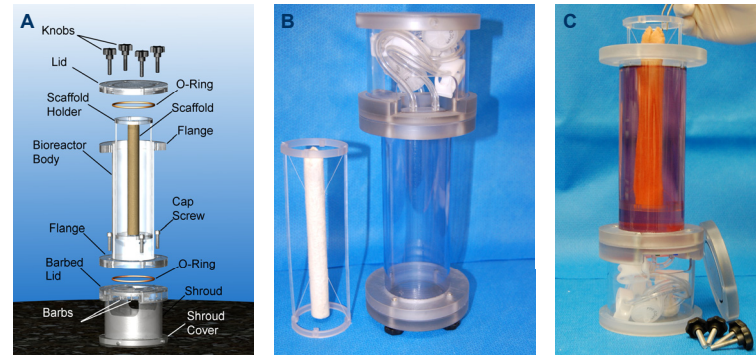 A
Knobs
Lid
O-Ring
Scaffold
Holder
Scaffold
Flange
Bioreactor
Body
Cap
Screw
Flange
Barbed
Lid
O-Ring
Shroud
Barbs
Shroud
Cover
B
C